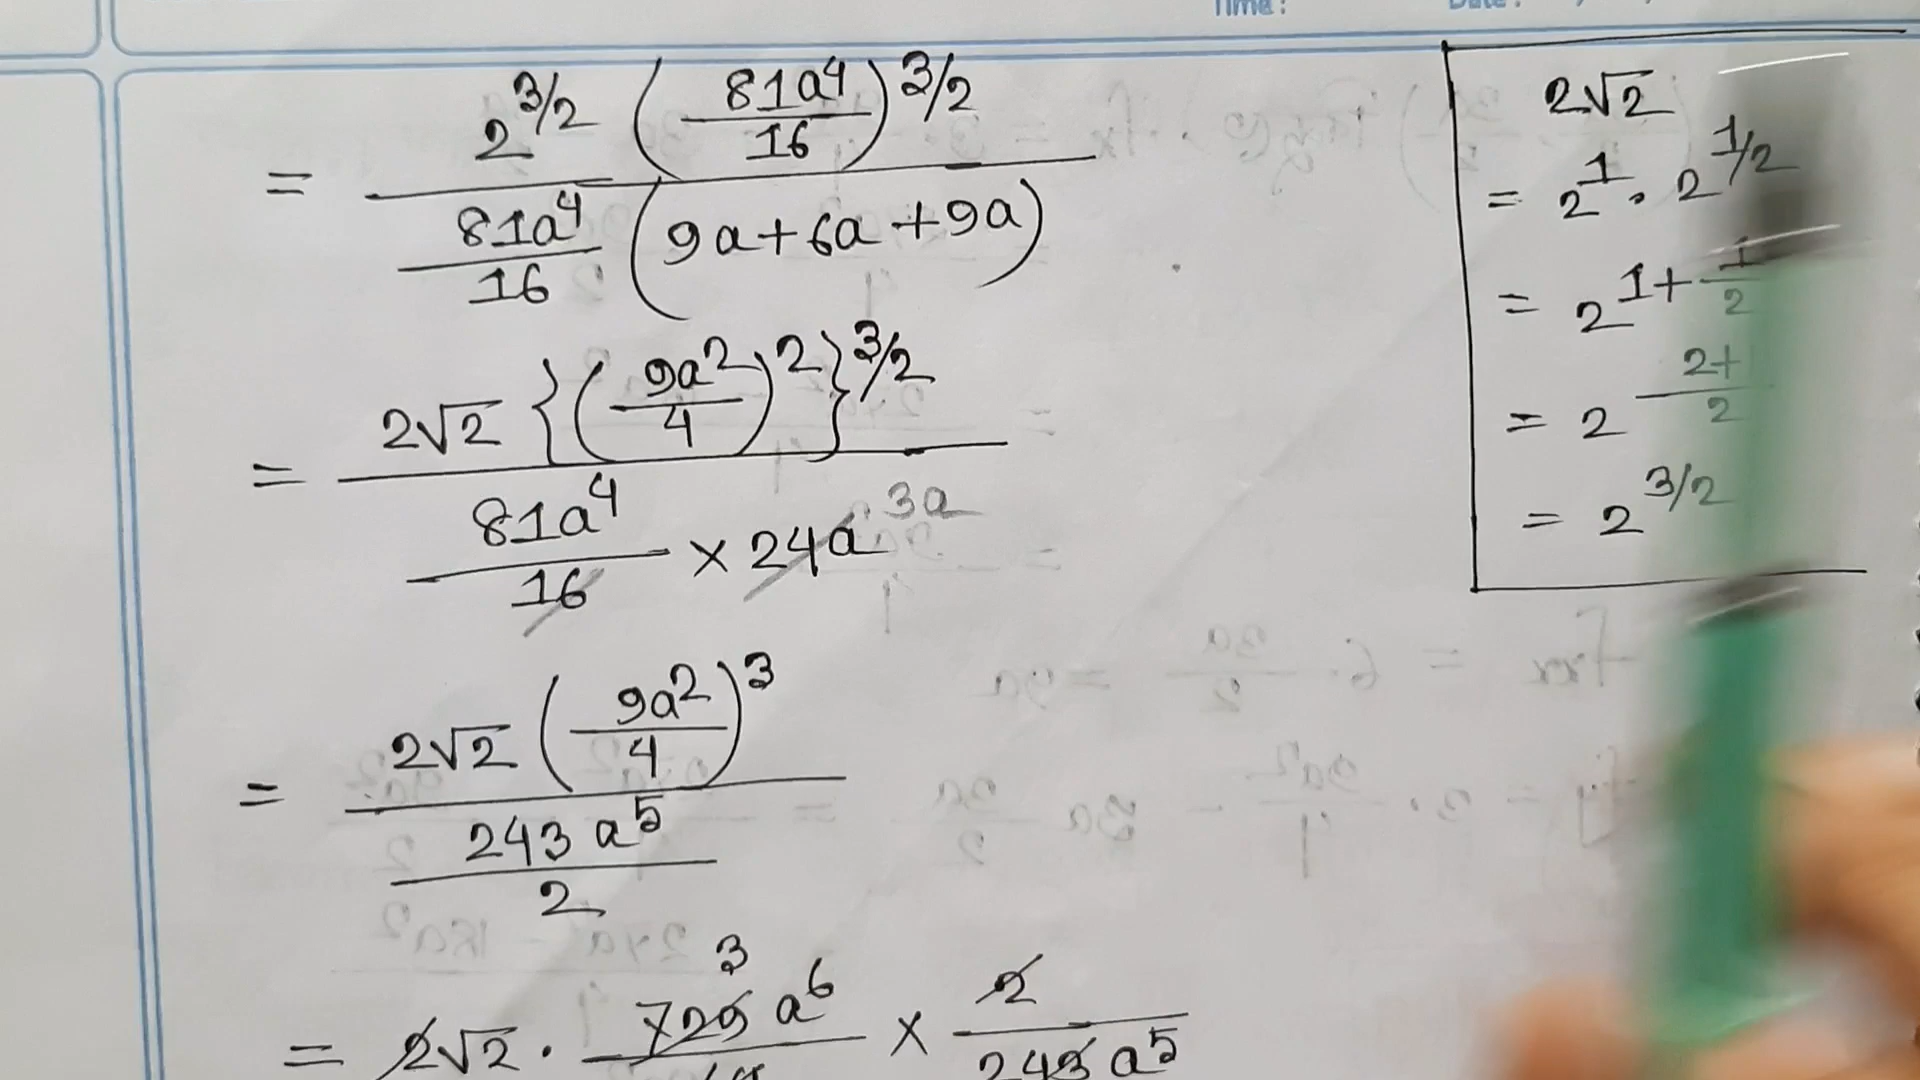 Time :
= 2^{3/2} (81a^4/16)^{3/2} / (81a^4/16 (9a+6a+9a))
= 2√2 {(9a^2/4)^2}^{3/2} / (81a^4/16 × 24a) 3a
= 2√2 (9a^2/4)^3 / (243a^5/2)
3
= 2√2 · 729a^6/ × 2/243a^5
2√2
= 2^1 · 2^{1/2}
= 2^{1+1/2}
= 2^{2+/2}
= 2^{3/2}